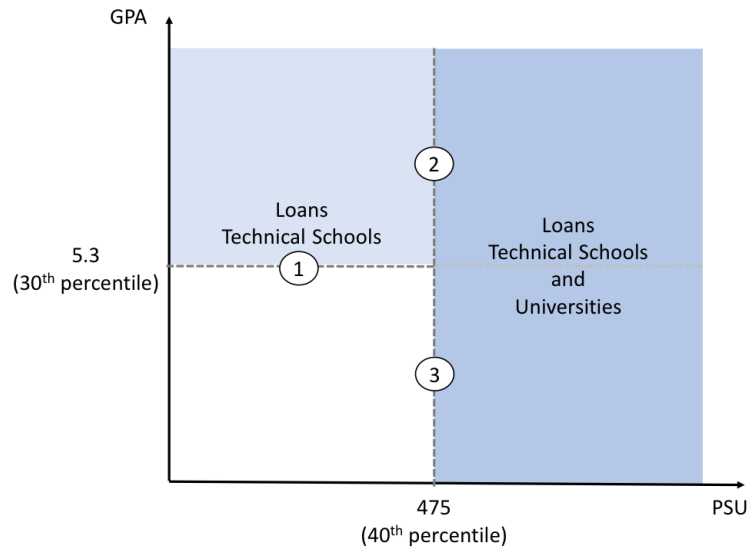 GPA
2
Loans
Technical Schools
Loans
Technical Schools
and
Universities
5.3
(30th percentile)
1
3
475
(40th percentile)
PSU